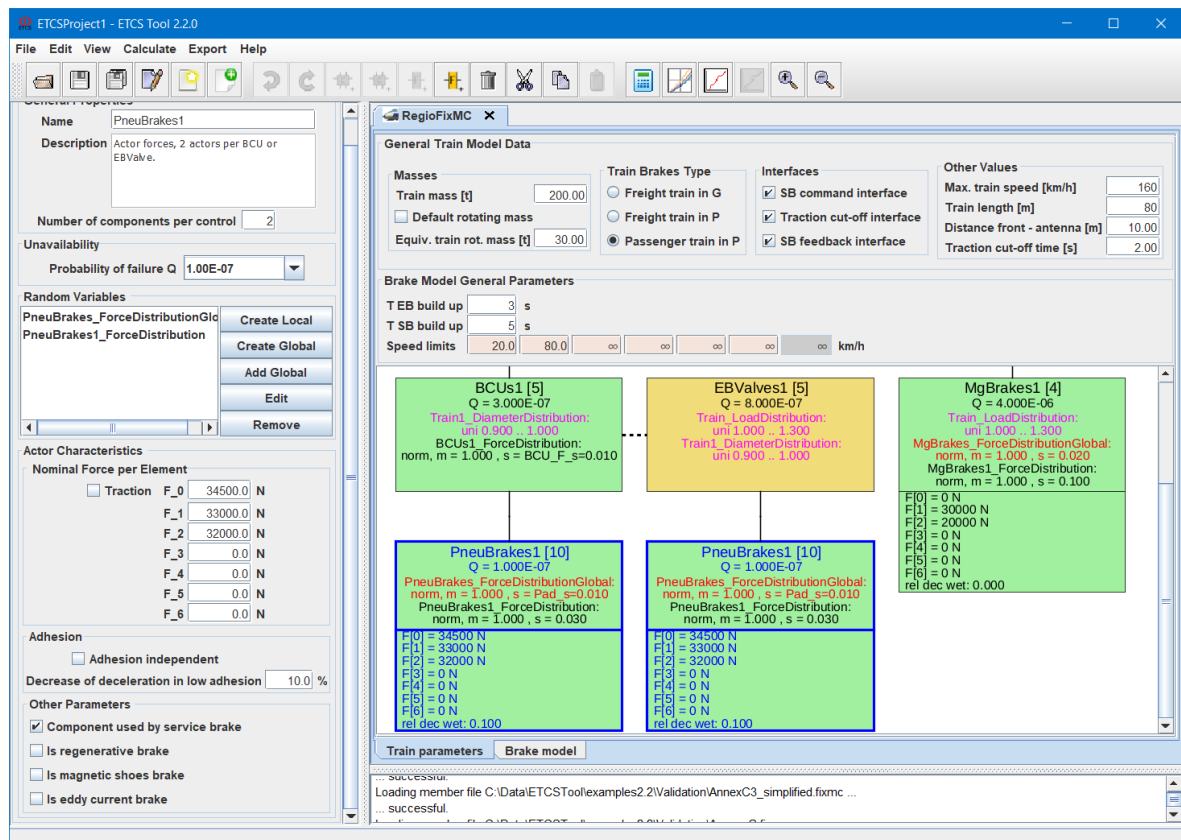 ETCSProject1 - ETCS Tool 2.2.0
File Edit View Calculate Export Help
General Properties
Name PneuBrakes1
Description Actor forces, 2 actors per BCU or
EBValve.
Number of components per control 2
Unavailability
Probability of failure Q 1.00E-07
Random Variables
PneuBrakes_ForceDistributionGlo
PneuBrakes1_ForceDistribution
Create Local
Create Global
Add Global
Edit
Remove
Actor Characteristics
Nominal Force per Element
Traction F_0 34500.0 N
F_1 33000.0 N
F_2 32000.0 N
F_3 0.0 N
F_4 0.0 N
F_5 0.0 N
F_6 0.0 N
Adhesion
Adhesion independent
Decrease of deceleration in low adhesion 10.0 %
Other Parameters
Component used by service brake
Is regenerative brake
Is magnetic shoes brake
Is eddy current brake
RegioFixMC
General Train Model Data
Masses
Train mass [t] 200.00
Default rotating mass
Equiv. train rot. mass [t] 30.00
Train Brakes Type
Freight train in G
Freight train in P
Passenger train in P
Interfaces
SB command interface
Traction cut-off interface
SB feedback interface
Other Values
Max. train speed [km/h] 160
Train length [m] 80
Distance front - antenna [m] 10.00
Traction cut-off time [s] 2.00
Brake Model General Parameters
T EB build up 3 s
T SB build up 5 s
Speed limits 20.0 80.0 ∞ ∞ ∞ ∞ ∞ km/h
BCUs1 [5]
Q = 3.000E-07
Train1_DiameterDistribution:
uni 0.900 .. 1.000
BCUs1_ForceDistribution:
norm, m = 1.000 , s = BCU_F_s=0.010
EBValves1 [5]
Q = 8.000E-07
Train_LoadDistribution:
uni 1.000 .. 1.300
Train1_DiameterDistribution:
uni 0.900 .. 1.000
MgBrakes1 [4]
Q = 4.000E-06
Train_LoadDistribution:
uni 1.000 .. 1.300
MgBrakes_ForceDistributionGlobal:
norm, m = 1.000 , s = 0.020
MgBrakes1_ForceDistribution:
norm, m = 1.000 , s = 0.100
F[0] = 0 N
F[1] = 30000 N
F[2] = 20000 N
F[3] = 0 N
F[4] = 0 N
F[5] = 0 N
F[6] = 0 N
rel dec wet: 0.000
PneuBrakes1 [10]
Q = 1.000E-07
PneuBrakes_ForceDistributionGlobal:
norm, m = 1.000 , s = Pad_s=0.010
PneuBrakes1_ForceDistribution:
norm, m = 1.000 , s = 0.030
F[0] = 34500 N
F[1] = 33000 N
F[2] = 32000 N
F[3] = 0 N
F[4] = 0 N
F[5] = 0 N
F[6] = 0 N
rel dec wet: 0.100
PneuBrakes1 [10]
Q = 1.000E-07
PneuBrakes_ForceDistributionGlobal:
norm, m = 1.000 , s = Pad_s=0.010
PneuBrakes1_ForceDistribution:
norm, m = 1.000 , s = 0.030
F[0] = 34500 N
F[1] = 33000 N
F[2] = 32000 N
F[3] = 0 N
F[4] = 0 N
F[5] = 0 N
F[6] = 0 N
rel dec wet: 0.100
Train parameters Brake model
... successful.
Loading member file C:\Data\ETCSTool\examples2.2\Validation\AnnexC3_simplified.fixmc ...
... successful.